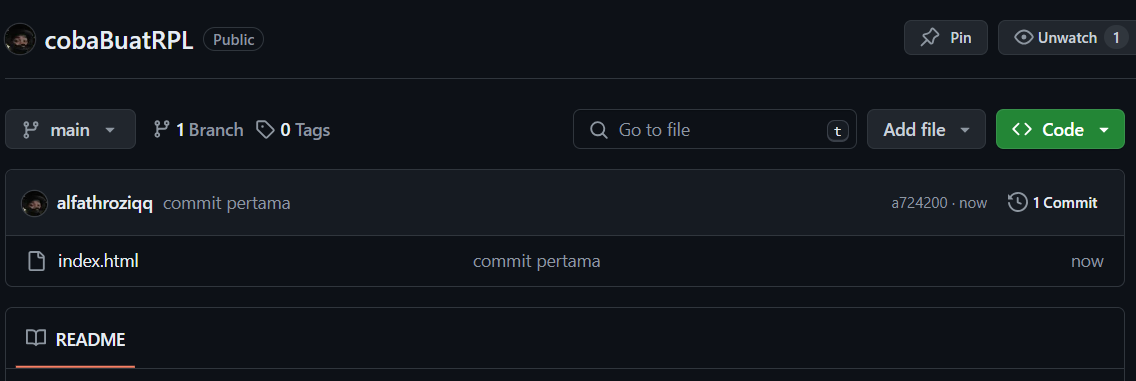 cobaBuatRPL Public Pin Unwatch 1
main 1 Branch 0 Tags Go to file t Add file Code
alfathroziqq commit pertama a724200 · now 1 Commit
index.html commit pertama now
README